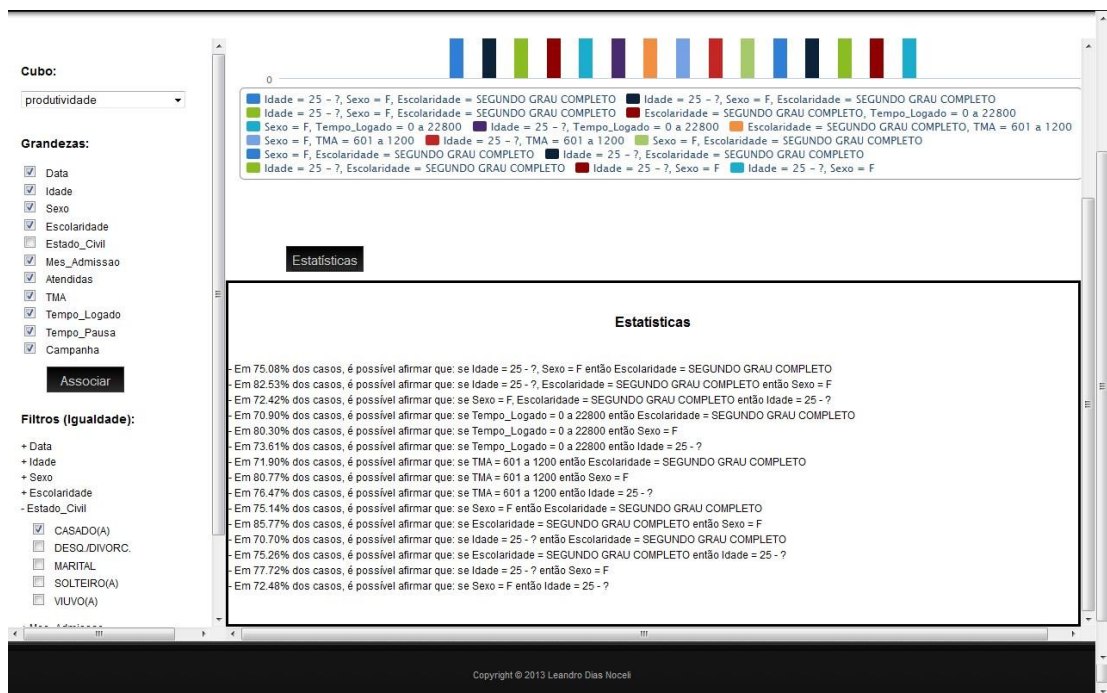 Cubo:
produtividade
Grandezas:
Data
Idade
Sexo
Escolaridade
Estado_Civil
Mes_Admissao
Atendidas
TMA
Tempo_Logado
Tempo_Pausa
Campanha
Associar
Filtros (Igualdade):
+ Data
+ Idade
+ Sexo
+ Escolaridade
- Estado_Civil
CASADO(A)
DESQ./DIVORC.
MARITAL
SOLTEIRO(A)
VIUVO(A)
+ Mes_Admissao
0
Idade = 25 - ?, Sexo = F, Escolaridade = SEGUNDO GRAU COMPLETO Idade = 25 - ?, Sexo = F, Escolaridade = SEGUNDO GRAU COMPLETO
Idade = 25 - ?, Sexo = F, Escolaridade = SEGUNDO GRAU COMPLETO Escolaridade = SEGUNDO GRAU COMPLETO, Tempo_Logado = 0 a 22800
Sexo = F, Tempo_Logado = 0 a 22800 Idade = 25 - ?, Tempo_Logado = 0 a 22800 Escolaridade = SEGUNDO GRAU COMPLETO, TMA = 601 a 1200
Sexo = F, TMA = 601 a 1200 Idade = 25 - ?, TMA = 601 a 1200 Sexo = F, Escolaridade = SEGUNDO GRAU COMPLETO
Sexo = F, Escolaridade = SEGUNDO GRAU COMPLETO Idade = 25 - ?, Escolaridade = SEGUNDO GRAU COMPLETO
Idade = 25 - ?, Escolaridade = SEGUNDO GRAU COMPLETO Idade = 25 - ?, Sexo = F Idade = 25 - ?, Sexo = F
Estatísticas
Estatísticas
- Em 75.08% dos casos, é possível afirmar que: se Idade = 25 - ?, Sexo = F então Escolaridade = SEGUNDO GRAU COMPLETO
- Em 82.53% dos casos, é possível afirmar que: se Idade = 25 - ?, Escolaridade = SEGUNDO GRAU COMPLETO então Sexo = F
- Em 72.42% dos casos, é possível afirmar que: se Sexo = F, Escolaridade = SEGUNDO GRAU COMPLETO então Idade = 25 - ?
- Em 70.90% dos casos, é possível afirmar que: se Tempo_Logado = 0 a 22800 então Escolaridade = SEGUNDO GRAU COMPLETO
- Em 80.30% dos casos, é possível afirmar que: se Tempo_Logado = 0 a 22800 então Sexo = F
- Em 73.61% dos casos, é possível afirmar que: se Tempo_Logado = 0 a 22800 então Idade = 25 - ?
- Em 71.90% dos casos, é possível afirmar que: se TMA = 601 a 1200 então Escolaridade = SEGUNDO GRAU COMPLETO
- Em 80.77% dos casos, é possível afirmar que: se TMA = 601 a 1200 então Sexo = F
- Em 76.47% dos casos, é possível afirmar que: se TMA = 601 a 1200 então Idade = 25 - ?
- Em 75.14% dos casos, é possível afirmar que: se Sexo = F então Escolaridade = SEGUNDO GRAU COMPLETO
- Em 85.77% dos casos, é possível afirmar que: se Escolaridade = SEGUNDO GRAU COMPLETO então Sexo = F
- Em 70.70% dos casos, é possível afirmar que: se Idade = 25 - ? então Escolaridade = SEGUNDO GRAU COMPLETO
- Em 75.26% dos casos, é possível afirmar que: se Escolaridade = SEGUNDO GRAU COMPLETO então Idade = 25 - ?
- Em 77.72% dos casos, é possível afirmar que: se Idade = 25 - ? então Sexo = F
- Em 72.48% dos casos, é possível afirmar que: se Sexo = F então Idade = 25 - ?
Copyright © 2013 Leandro Dias Noceli